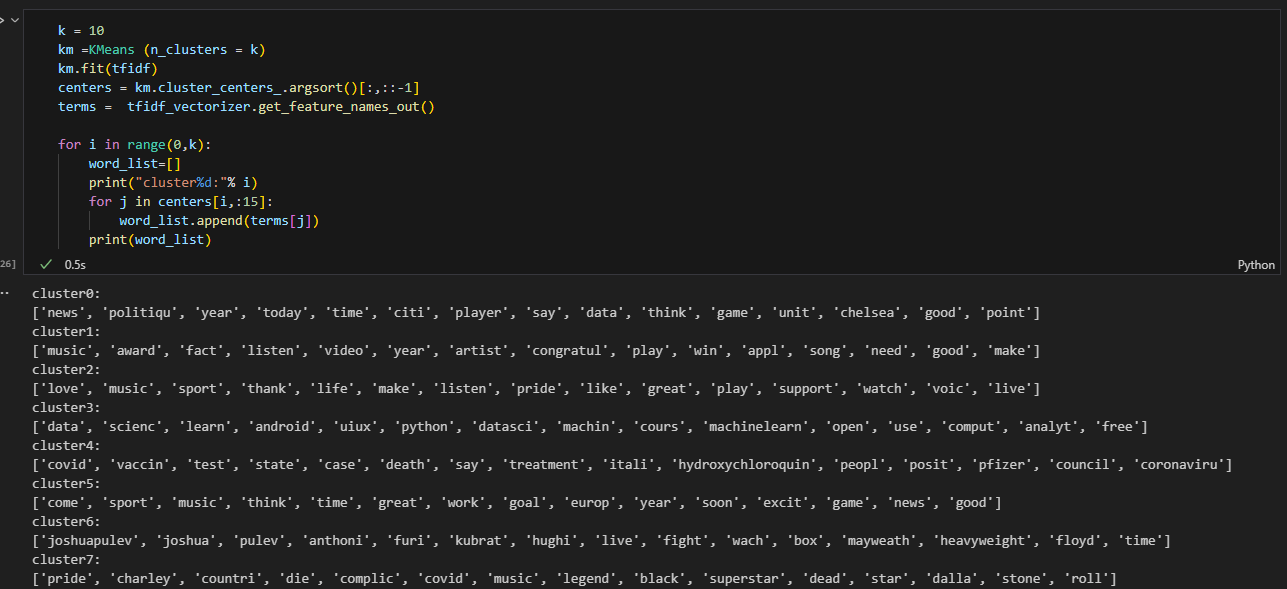 k = 10
km =KMeans (n_clusters = k)
km.fit(tfidf)
centers = km.cluster_centers_.argsort()[:,::-1]
terms =  tfidf_vectorizer.get_feature_names_out()
for i in range(0,k):
    word_list=[]
    print("cluster%d:"% i)
    for j in centers[i,:15]:
        word_list.append(terms[j])
    print(word_list)
26]
0.5s
Python
cluster0:
['news', 'politiqu', 'year', 'today', 'time', 'citi', 'player', 'say', 'data', 'think', 'game', 'unit', 'chelsea', 'good', 'point']
cluster1:
['music', 'award', 'fact', 'listen', 'video', 'year', 'artist', 'congratul', 'play', 'win', 'appl', 'song', 'need', 'good', 'make']
cluster2:
['love', 'music', 'sport', 'thank', 'life', 'make', 'listen', 'pride', 'like', 'great', 'play', 'support', 'watch', 'voic', 'live']
cluster3:
['data', 'scienc', 'learn', 'android', 'uiux', 'python', 'datasci', 'machin', 'cours', 'machinelearn', 'open', 'use', 'comput', 'analyt', 'free']
cluster4:
['covid', 'vaccin', 'test', 'state', 'case', 'death', 'say', 'treatment', 'itali', 'hydroxychloroquin', 'peopl', 'posit', 'pfizer', 'council', 'coronaviru']
cluster5:
['come', 'sport', 'music', 'think', 'time', 'great', 'work', 'goal', 'europ', 'year', 'soon', 'excit', 'game', 'news', 'good']
cluster6:
['joshuapulev', 'joshua', 'pulev', 'anthoni', 'furi', 'kubrat', 'hughi', 'live', 'fight', 'wach', 'box', 'mayweath', 'heavyweight', 'floyd', 'time']
cluster7:
['pride', 'charley', 'countri', 'die', 'complic', 'covid', 'music', 'legend', 'black', 'superstar', 'dead', 'star', 'dalla', 'stone', 'roll']